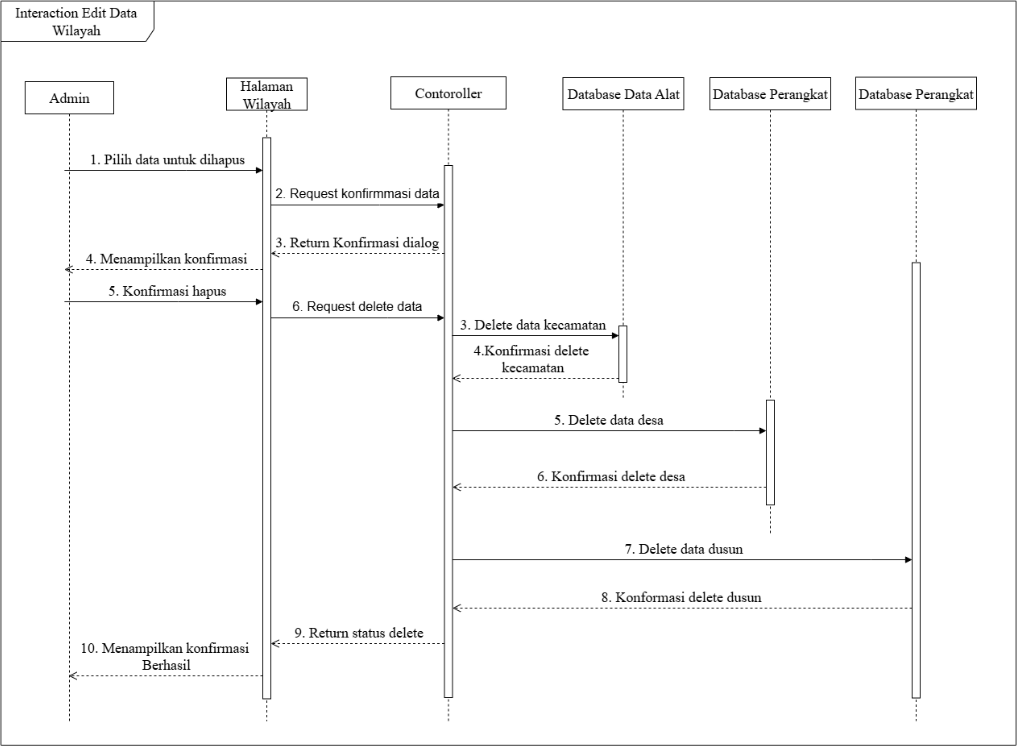 Interaction Edit Data
Wilayah
Admin
Halaman
Wilayah
Contoroller
Database Data Alat
Database Perangkat
Database Perangkat
1. Pilih data untuk dihapus
2. Request konfirmmasi data
3. Return Konfirmasi dialog
4. Menampilkan konfirmasi
5. Konfirmasi hapus
6. Request delete data
3. Delete data kecamatan
4.Konfirmasi delete
kecamatan
5. Delete data desa
6. Konfirmasi delete desa
7. Delete data dusun
8. Konformasi delete dusun
9. Return status delete
10. Menampilkan konfirmasi
Berhasil